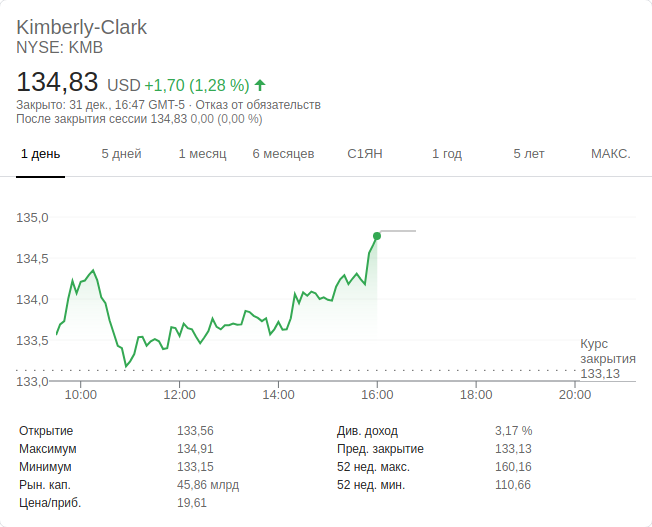 Kimberly-Clark
NYSE: KMB
134,83 USD +1,70 (1,28 %)
Закрыто: 31 дек., 16:47 GMT-5 · Отказ от обязательств
После закрытия сессии 134,83 0,00 (0,00 %)
1 день 5 дней 1 месяц 6 месяцев С1ЯН 1 год 5 лет МАКС.
135,0
134,5
134,0
133,5
133,0
Курс
закрытия
133,13
10:00 12:00 14:00 16:00 18:00 20:00
Открытие 133,56 Див. доход 3,17 %
Максимум 134,91 Пред. закрытие 133,13
Минимум 133,15 52 нед. макс. 160,16
Рын. кап. 45,86 млрд 52 нед. мин. 110,66
Цена/приб. 19,61